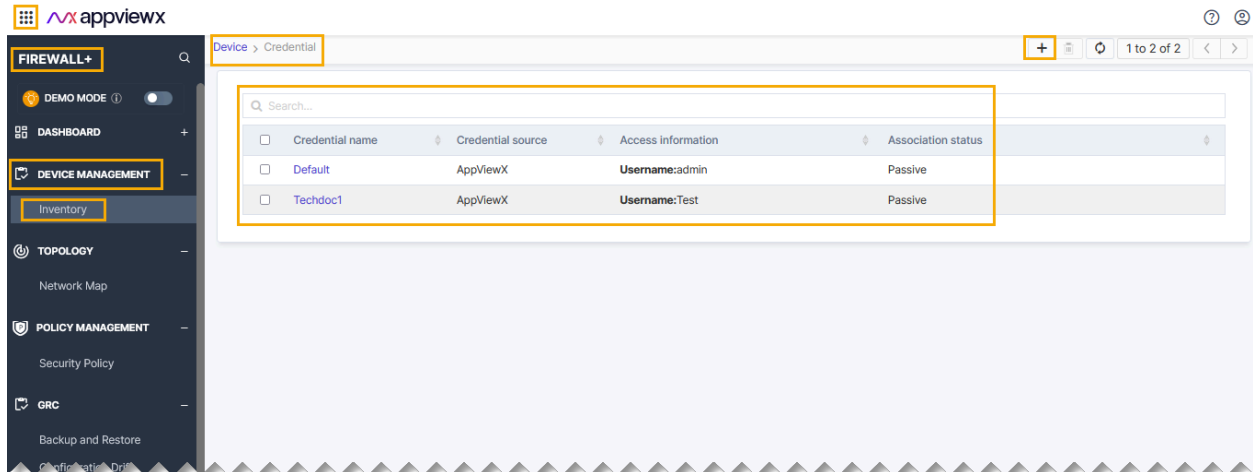 appviewx
FIREWALL+
Device > Credential
1 to 2 of 2
DEMO MODE
Search...
DASHBOARD
Credential name Credential source Access information Association status
Default AppViewX Username:admin Passive
DEVICE MANAGEMENT
Techdoc1 AppViewX Username:Test Passive
Inventory
TOPOLOGY
Network Map
POLICY MANAGEMENT
Security Policy
GRC
Backup and Restore